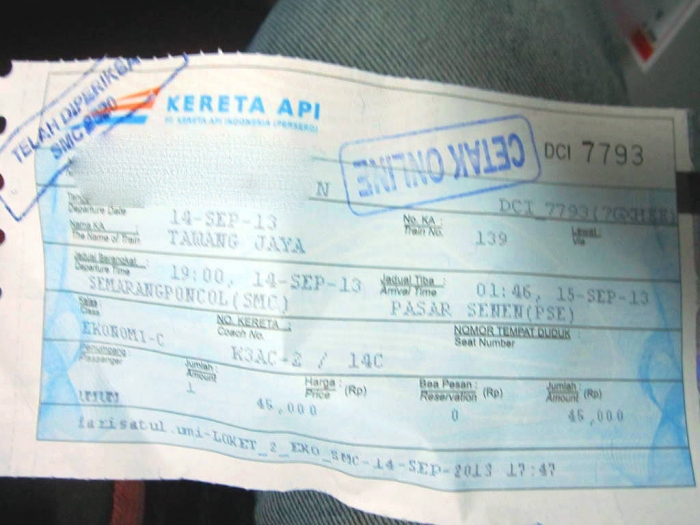 TELAH DIPERIKSA
SMC
KERETA API
PT. KERETA API INDONESIA (PERSERO)
CETAK ONLINE
DCI 7793
N
Departure Date
14-SEP-13
Nama KA :
The Name of Train
TAWANG JAYA
No. KA :
Train No.
139
Lewat :
Via
Jadual Berangkat :
Departure Time
19:00, 14-SEP-13
Jadual Tiba :
Arrival Time
01:46, 15-SEP-13
SEMARANGPONCOL(SMC)
PASAR SENEN(PSE)
Kelas :
Class
EKONOMI-C
NO. KERETA :
Coach No.
K3AC-2 / 14C
NOMOR TEMPAT DUDUK :
Seat Number
Penumpang :
Passenger
Jumlah :
Amount
1
Harga : (Rp)
Price
45,000
Bea Pesan : (Rp)
Reservation
0
Jumlah : (Rp)
Amount
45,000
farisatul.uni-LOKET_2_EKO_SMC-14-SEP-2013 17:47